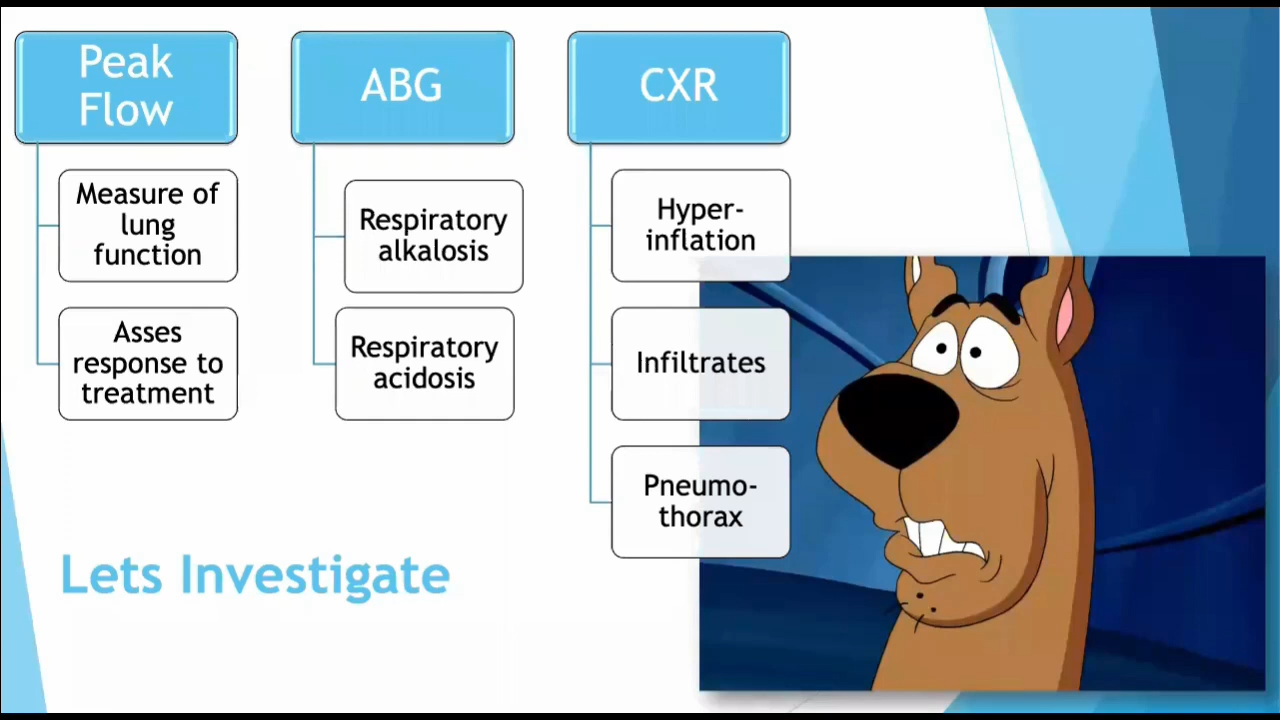 Peak
Flow
Measure of
lung
function
Asses
response to
treatment
ABG
Respiratory
alkalosis
Respiratory
acidosis
CXR
Hyper-
inflation
Infiltrates
Pneumo-
thorax
Lets Investigate